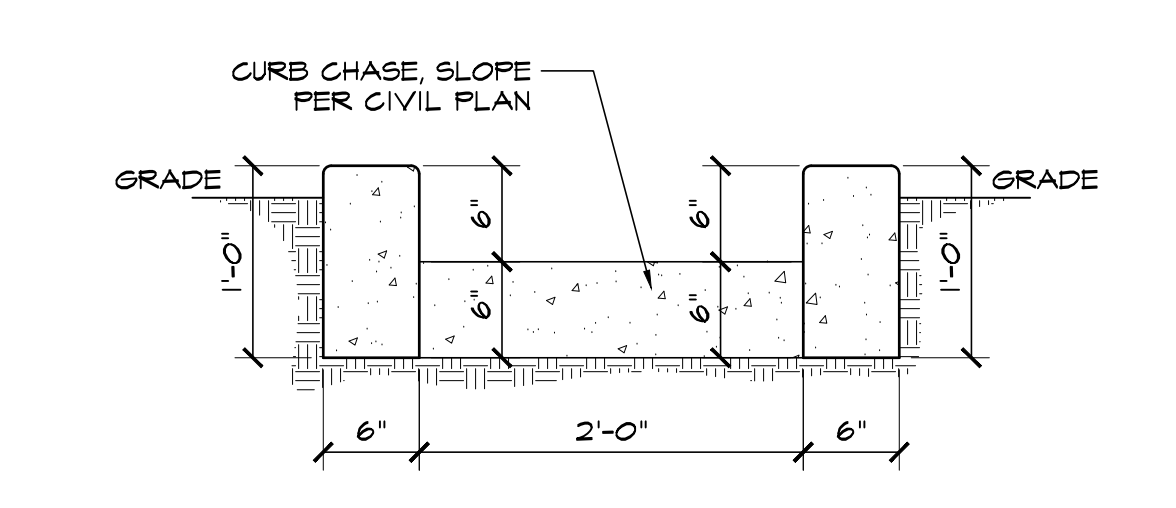 CURB CHASE, SLOPE
PER CIVIL PLAN
GRADE
GRADE
1'-0"
6"
6"
1'-0"
6"
6"
6"
2'-0"
6"